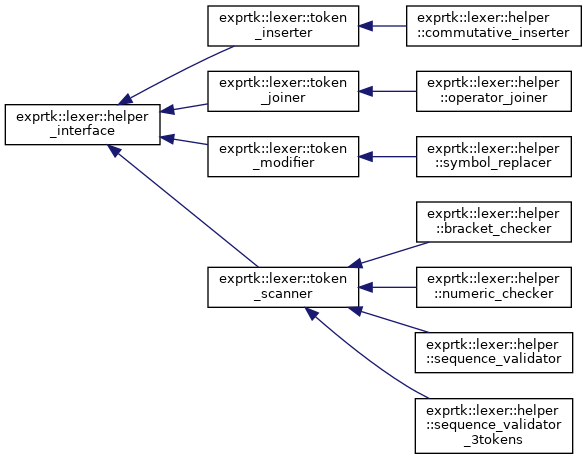 exprtk::lexer::helper
_interface
exprtk::lexer::token
_inserter
exprtk::lexer::helper
::commutative_inserter
exprtk::lexer::token
_joiner
exprtk::lexer::helper
::operator_joiner
exprtk::lexer::token
_modifier
exprtk::lexer::helper
::symbol_replacer
exprtk::lexer::token
_scanner
exprtk::lexer::helper
::bracket_checker
exprtk::lexer::helper
::numeric_checker
exprtk::lexer::helper
::sequence_validator
exprtk::lexer::helper
::sequence_validator
_3tokens